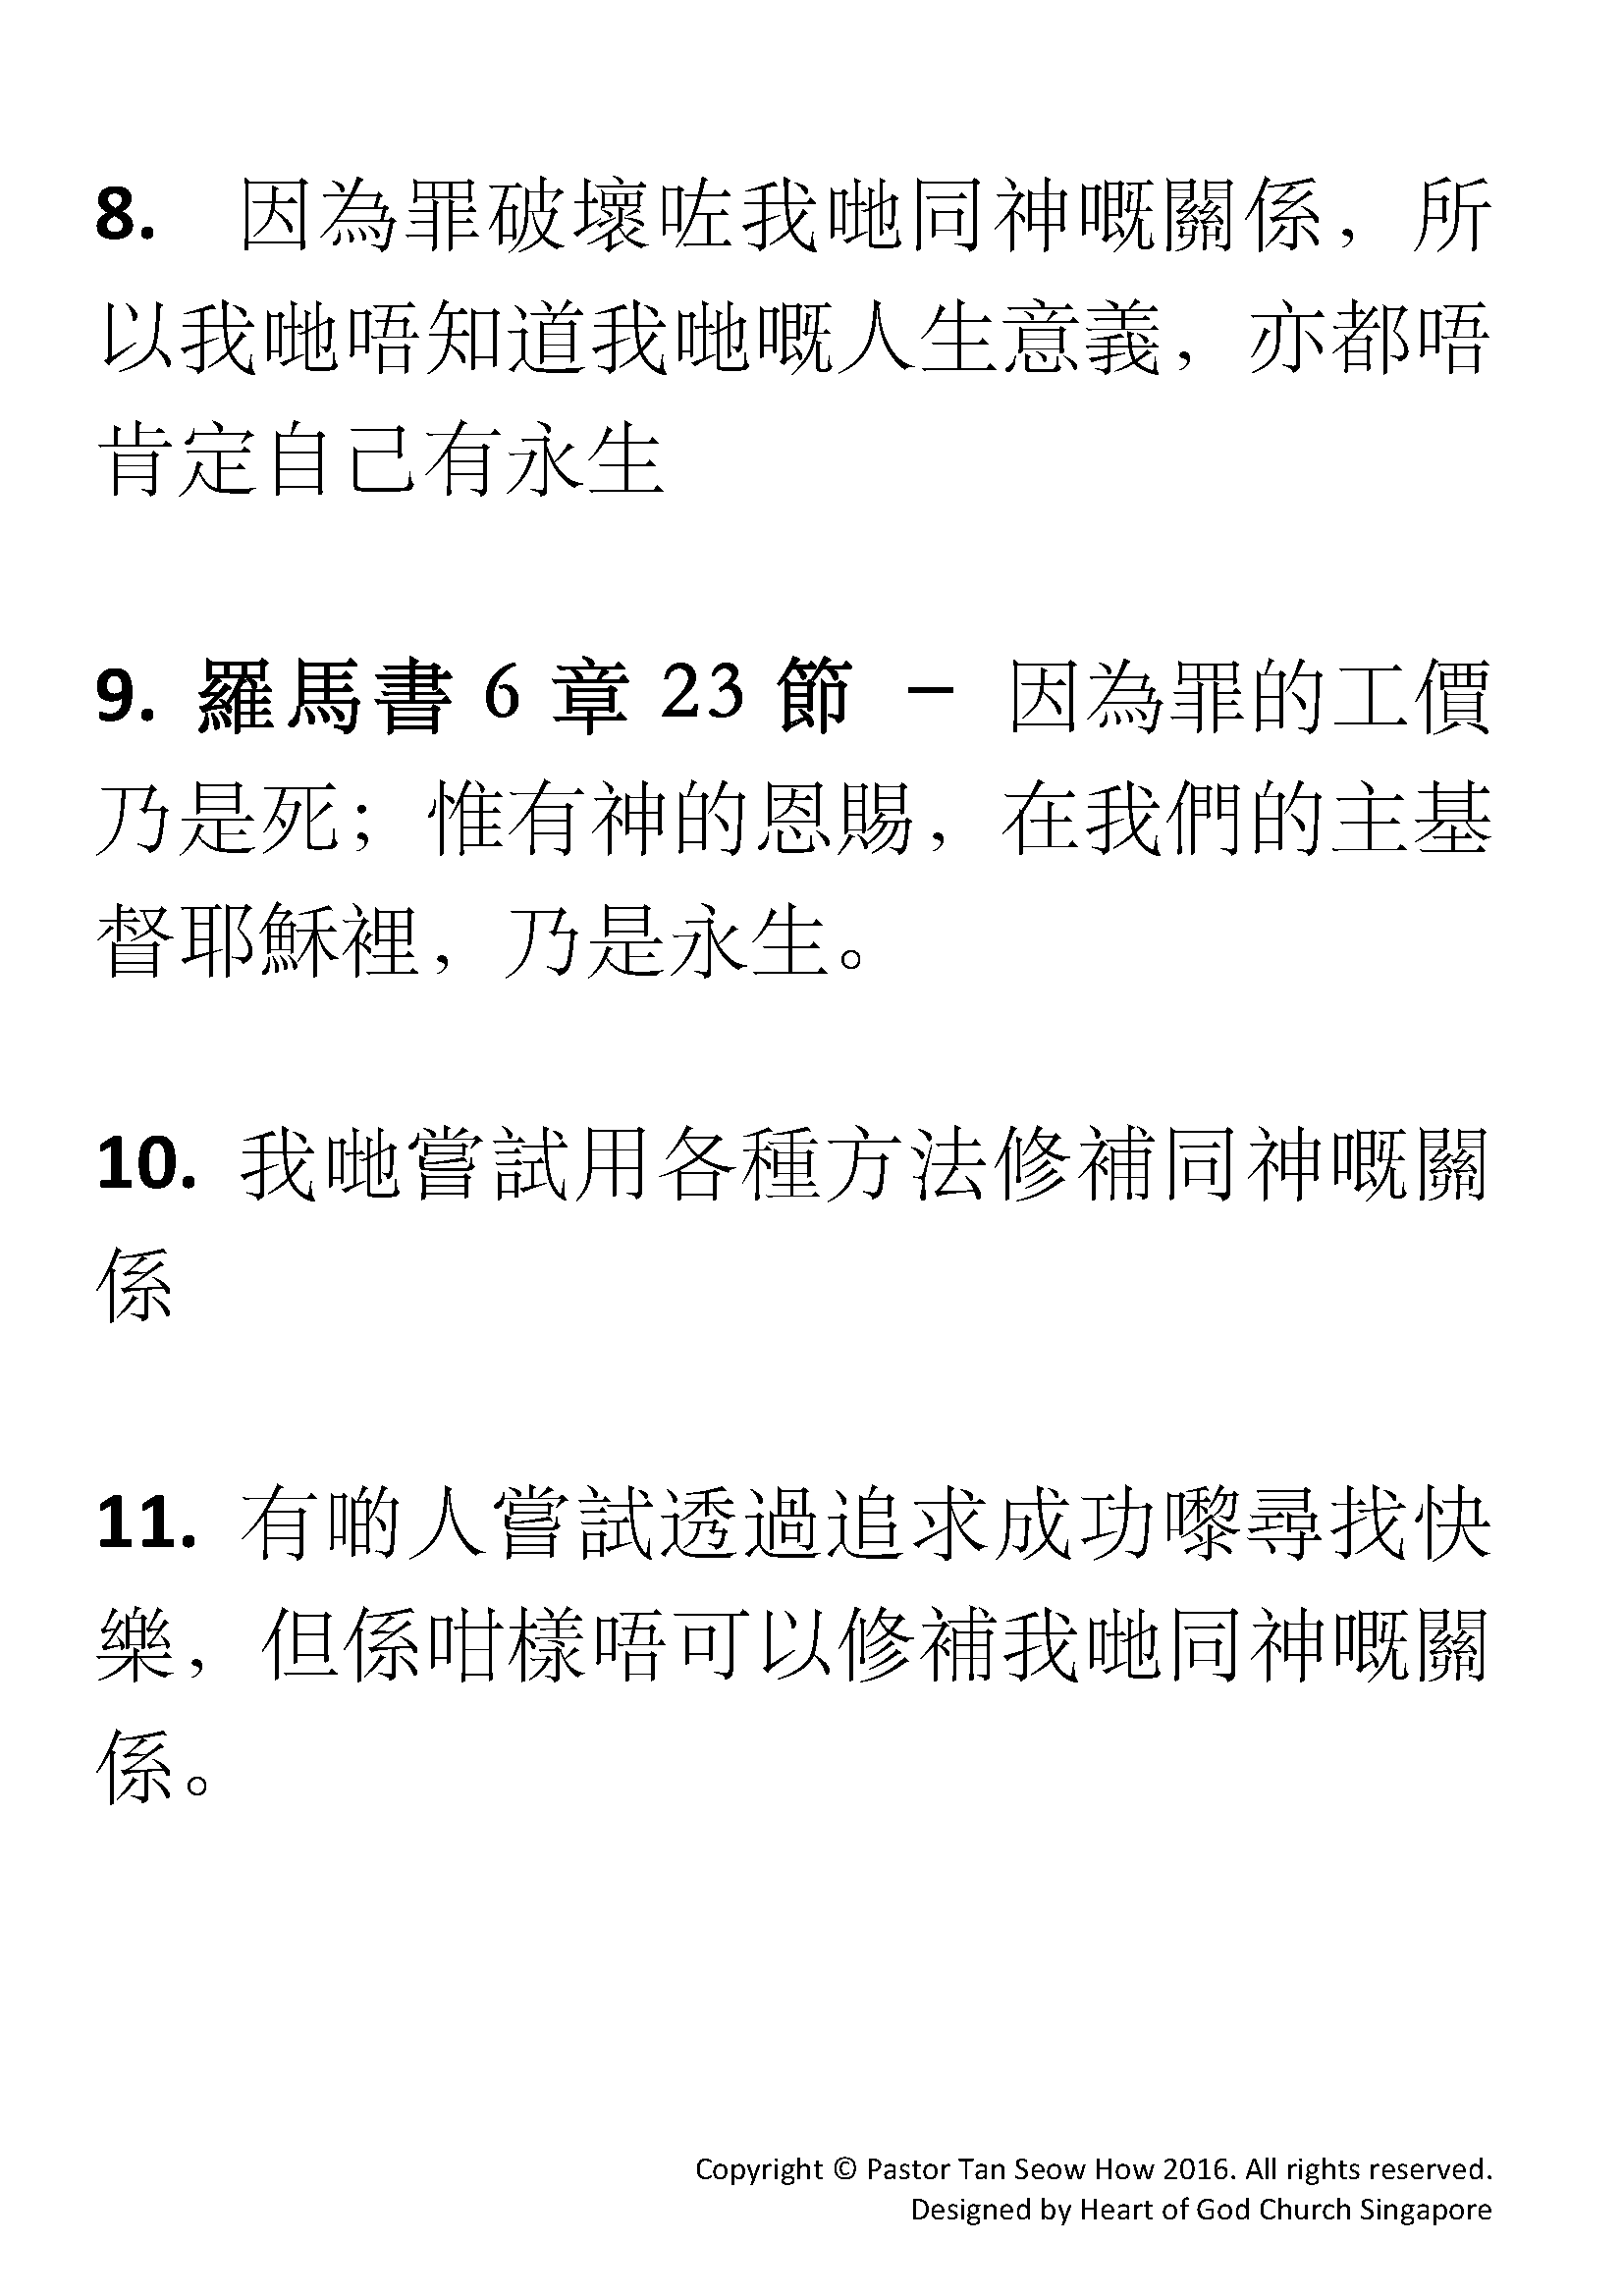 8. 因為罪破壞咗我哋同神嘅關係，所
以我哋唔知道我哋嘅人生意義，亦都唔
肯定自己有永生
9. 羅馬書 6 章 23 節 － 因為罪的工價
乃是死；惟有神的恩賜，在我們的主基
督耶穌裡，乃是永生。
10. 我哋嘗試用各種方法修補同神嘅關
係
11. 有啲人嘗試透過追求成功嚟尋找快
樂，但係咁樣唔可以修補我哋同神嘅關
係。
Copyright © Pastor Tan Seow How 2016. All rights reserved.
Designed by Heart of God Church Singapore